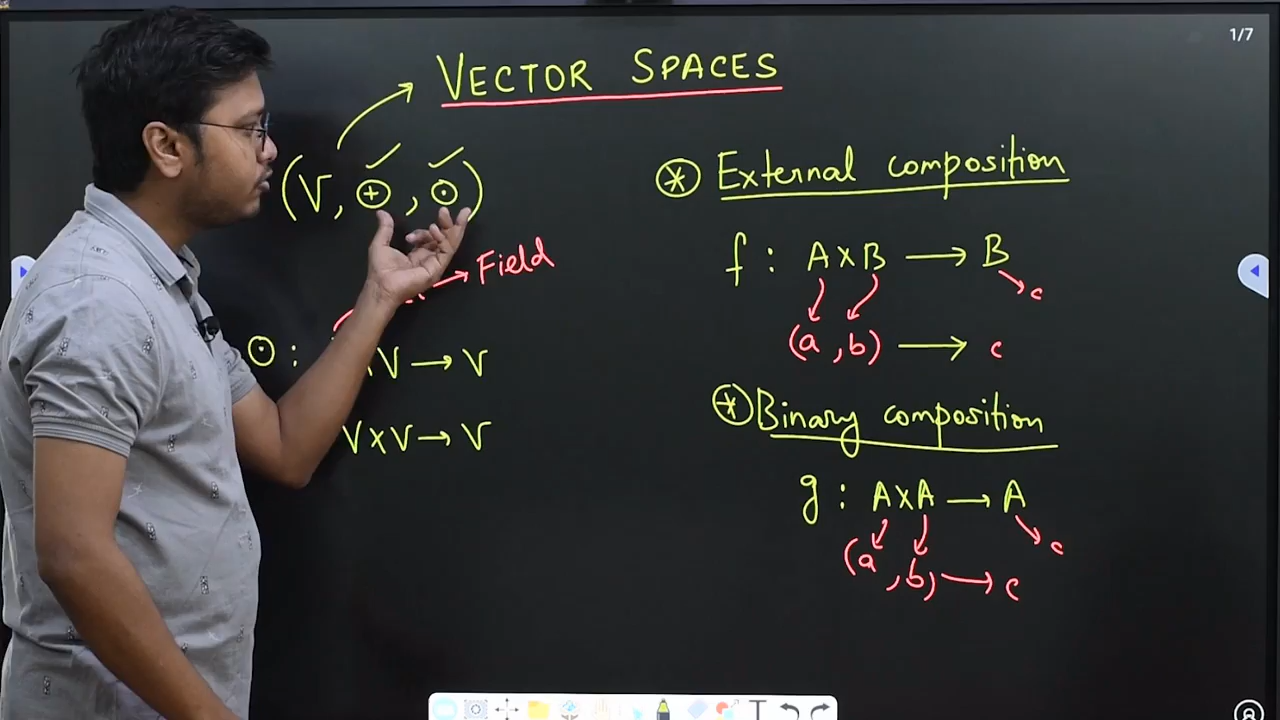 1/7
VECTOR SPACES
(V, ⊕, ⊙)
→ Field
⊙ : V → V
V × V → V
⊛ External composition
f : A × B → B
c
(a, b) → c
⊛ Binary composition
g : A × A → A
c
(a, b) → c
T